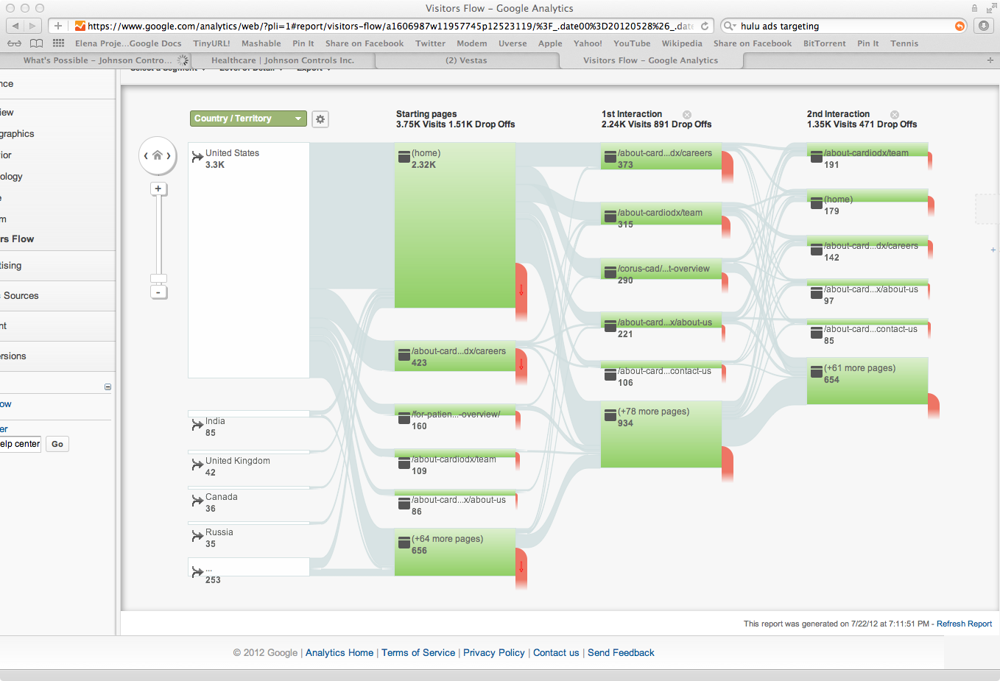 Visitors Flow – Google Analytics
https://www.google.com/analytics/web/?pli=1#report/visitors-flow/a1606987w11957745p12523119/%3F_.date00%3D20120528%26_.date
hulu ads targeting
Elena Proje...Google Docs TinyURL! Mashable Pin It Share on Facebook Twitter Modem Uverse Apple Yahoo! YouTube Wikipedia Share on Facebook BitTorrent Pin It Tennis
What's Possible – Johnson Contro... Healthcare | Johnson Controls Inc. (2) Vestas Visitors Flow – Google Analytics
Select a Segment Level of Detail Export
nce
iew
graphics
ior
ology
e
m
rs Flow
tising
s Sources
nt
ersions
ow
er
elp center Go
Country / Territory
United States
3.3K
India
85
United Kingdom
42
Canada
36
Russia
35
...
253
Starting pages
3.75K Visits 1.51K Drop Offs
(home)
2.32K
/about-card...dx/careers
423
/for-patien...-overview/
160
/about-cardiodx/team
109
/about-card...x/about-us
86
(+64 more pages)
656
1st Interaction
2.24K Visits 891 Drop Offs
/about-card...dx/careers
373
/about-cardiodx/team
315
/corus-cad/...t-overview
290
/about-card...x/about-us
221
/about-card...contact-us
106
(+78 more pages)
934
2nd Interaction
1.35K Visits 471 Drop Offs
/about-cardiodx/team
191
(home)
179
/about-card...dx/careers
142
/about-card...x/about-us
97
/about-card...contact-us
85
(+61 more pages)
654
This report was generated on 7/22/12 at 7:11:51 PM - Refresh Report
© 2012 Google | Analytics Home | Terms of Service | Privacy Policy | Contact us | Send Feedback